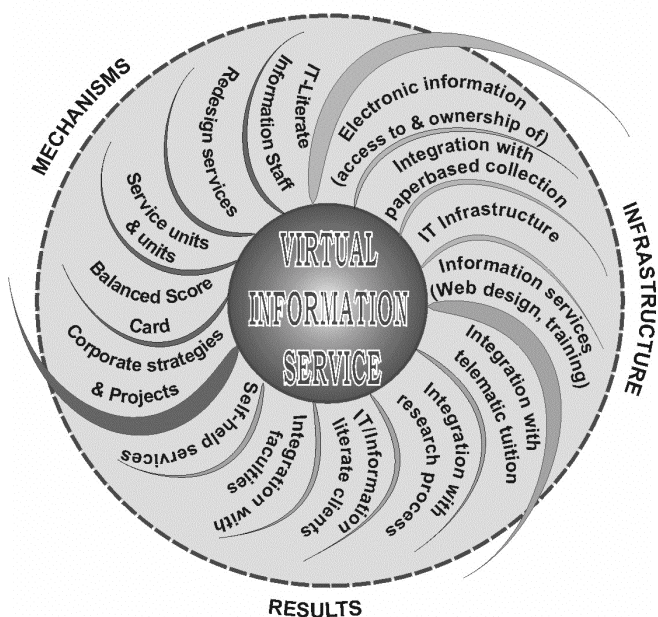 VIRTUAL
INFORMATION
SERVICE
MECHANISMS
Corporate strategies
& Projects
Balanced Score
Card
Service units
& units
Redesign services
IT-Literate
Information Staff
INFRASTRUCTURE
Electronic information
(access to & ownership of)
Integration with
paperbased collection
IT Infrastructure
Information services
(Web design, training)
RESULTS
Integration with
telematic tuition
Integration with
research process
IT/Information
literate clients
Integration with
faculties
Self-help services